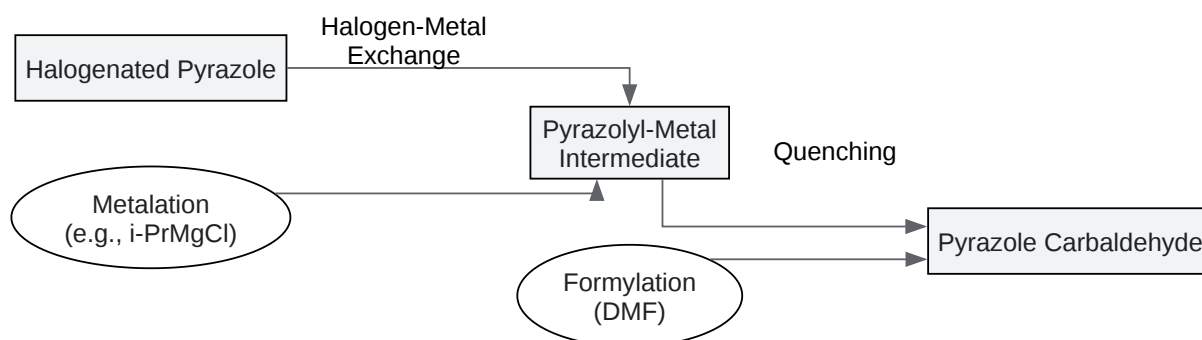 Halogen-Metal
Exchange
Halogenated Pyrazole
Pyrazolyl-Metal
Intermediate
Quenching
Metalation
(e.g., i-PrMgCl)
Pyrazole Carbaldehyde
Formylation
(DMF)